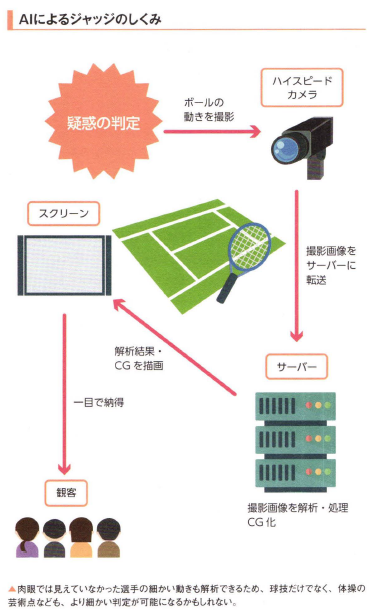 AIによるジャッジのしくみ
疑惑の判定
ボールの
動きを撮影
ハイスピード
カメラ
スクリーン
撮影画像を
サーバーに
転送
解析結果・
CGを描画
サーバー
一目で納得
観客
撮影画像を解析・処理
CG化
▲肉眼では見えていなかった選手の細かい動きも解析できるため、球技だけでなく、体操の
芸術点なども、より細かい判定が可能になるかもしれない。